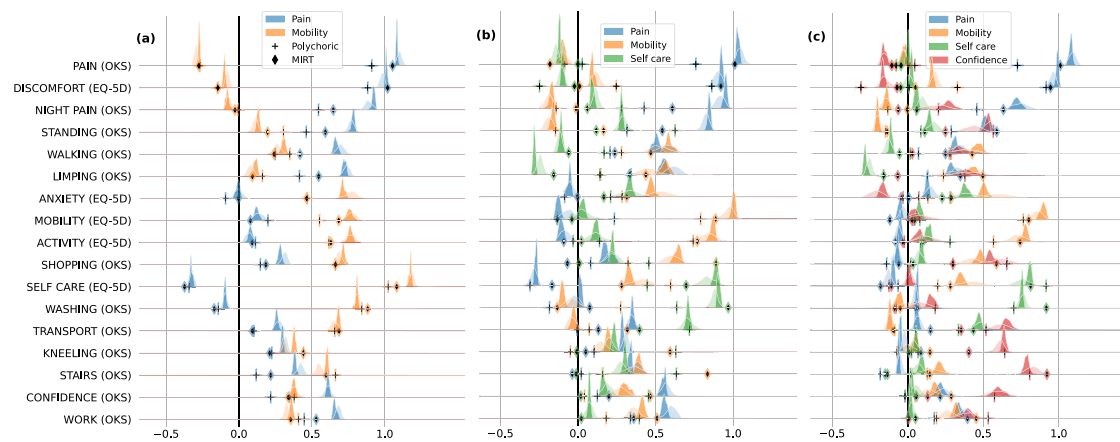 (a)
Pain
Mobility
Polychoric
MIRT
(b)
Pain
Mobility
Self care
(c)
Pain
Mobility
Self care
Confidence
PAIN (OKS)
DISCOMFORT (EQ-5D)
NIGHT PAIN (OKS)
STANDING (OKS)
WALKING (OKS)
LIMPING (OKS)
ANXIETY (EQ-5D)
MOBILITY (EQ-5D)
ACTIVITY (EQ-5D)
SHOPPING (OKS)
SELF CARE (EQ-5D)
WASHING (OKS)
TRANSPORT (OKS)
KNEELING (OKS)
STAIRS (OKS)
CONFIDENCE (OKS)
WORK (OKS)
−0.5 0.0 0.5 1.0
−0.5 0.0 0.5 1.0
−0.5 0.0 0.5 1.0